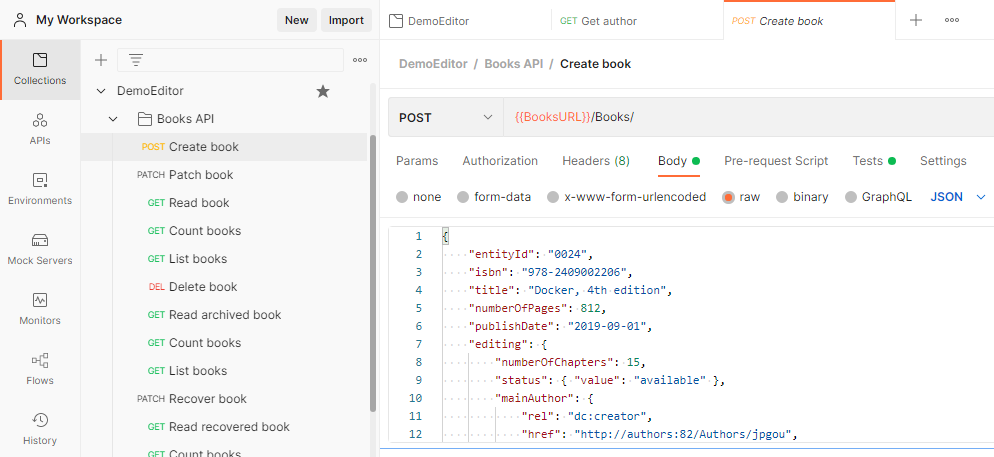 My Workspace New Import
Collections
APIs
Environments
Mock Servers
Monitors
Flows
History
DemoEditor
Books API
POST Create book
PATCH Patch book
GET Read book
GET Count books
GET List books
DEL Delete book
GET Read archived book
GET Count books
GET List books
PATCH Recover book
GET Read recovered book
GET Count books
DemoEditor GET Get author POST Create book
DemoEditor / Books API / Create book
POST {{BooksURL}}/Books/
Params Authorization Headers (8) Body Pre-request Script Tests Settings
none form-data x-www-form-urlencoded raw binary GraphQL JSON
1 {
2 "entityId": "0024",
3 "isbn": "978-2409002206",
4 "title": "Docker, 4th edition",
5 "numberOfPages": 812,
6 "publishDate": "2019-09-01",
7 "editing": {
8 "numberOfChapters": 15,
9 "status": { "value": "available" },
10 "mainAuthor": {
11 "rel": "dc:creator",
12 "href": "http://authors:82/Authors/jpgou",